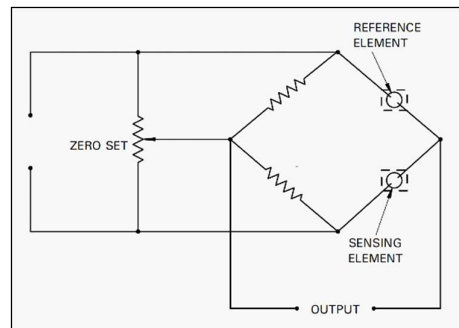 REFERENCE
ELEMENT
ZERO SET
SENSING
ELEMENT
OUTPUT